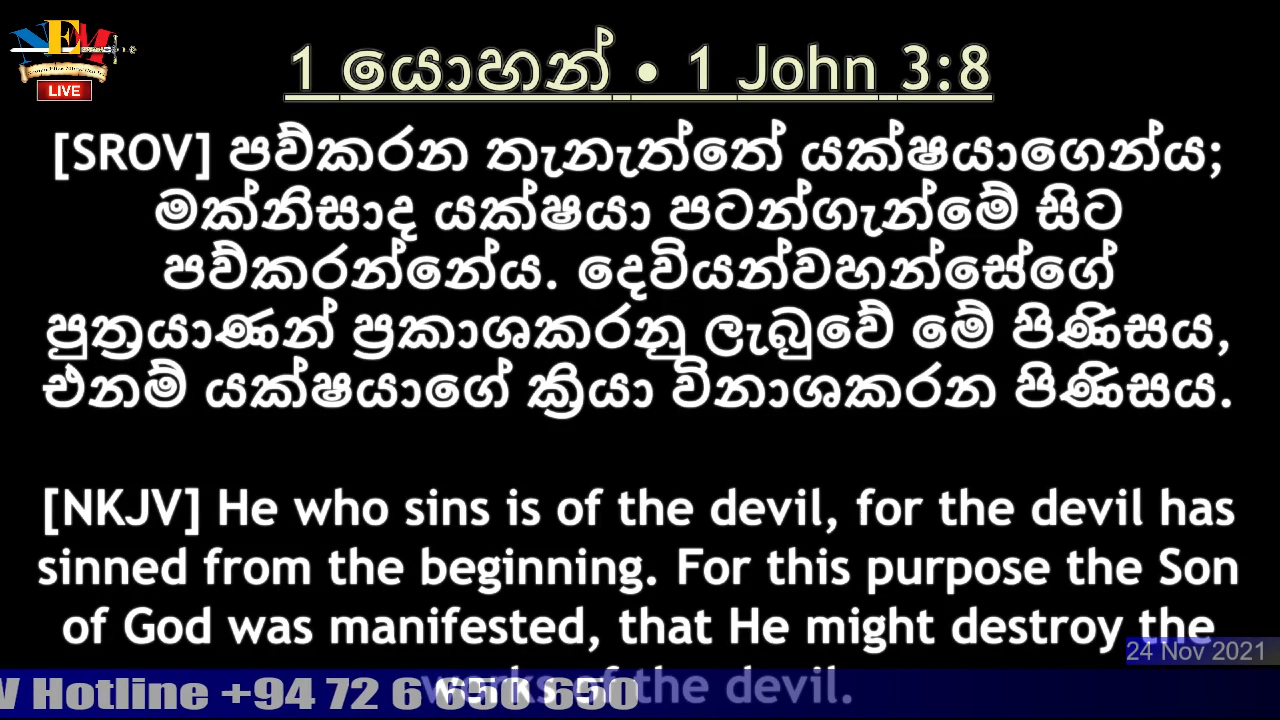 NEM
LIVE
1 යොහන් • 1 John 3:8
[SROV] පව්කරන තැනැත්තේ යක්ෂයාගෙන්ය;
මක්නිසාද යක්ෂයා පටන්ගැන්මේ සිට
පව්කරන්නේය. දෙවියන්වහන්සේගේ
පුත්‍රයාණන් ප්‍රකාශකරනු ලැබුවේ මේ පිණිසය,
එනම් යක්ෂයාගේ ක්‍රියා විනාශකරන පිණිසය.
[NKJV] He who sins is of the devil, for the devil has
sinned from the beginning. For this purpose the Son
of God was manifested, that He might destroy the
works of the devil.
24 Nov 2021
Hotline +94 72 6 650 650